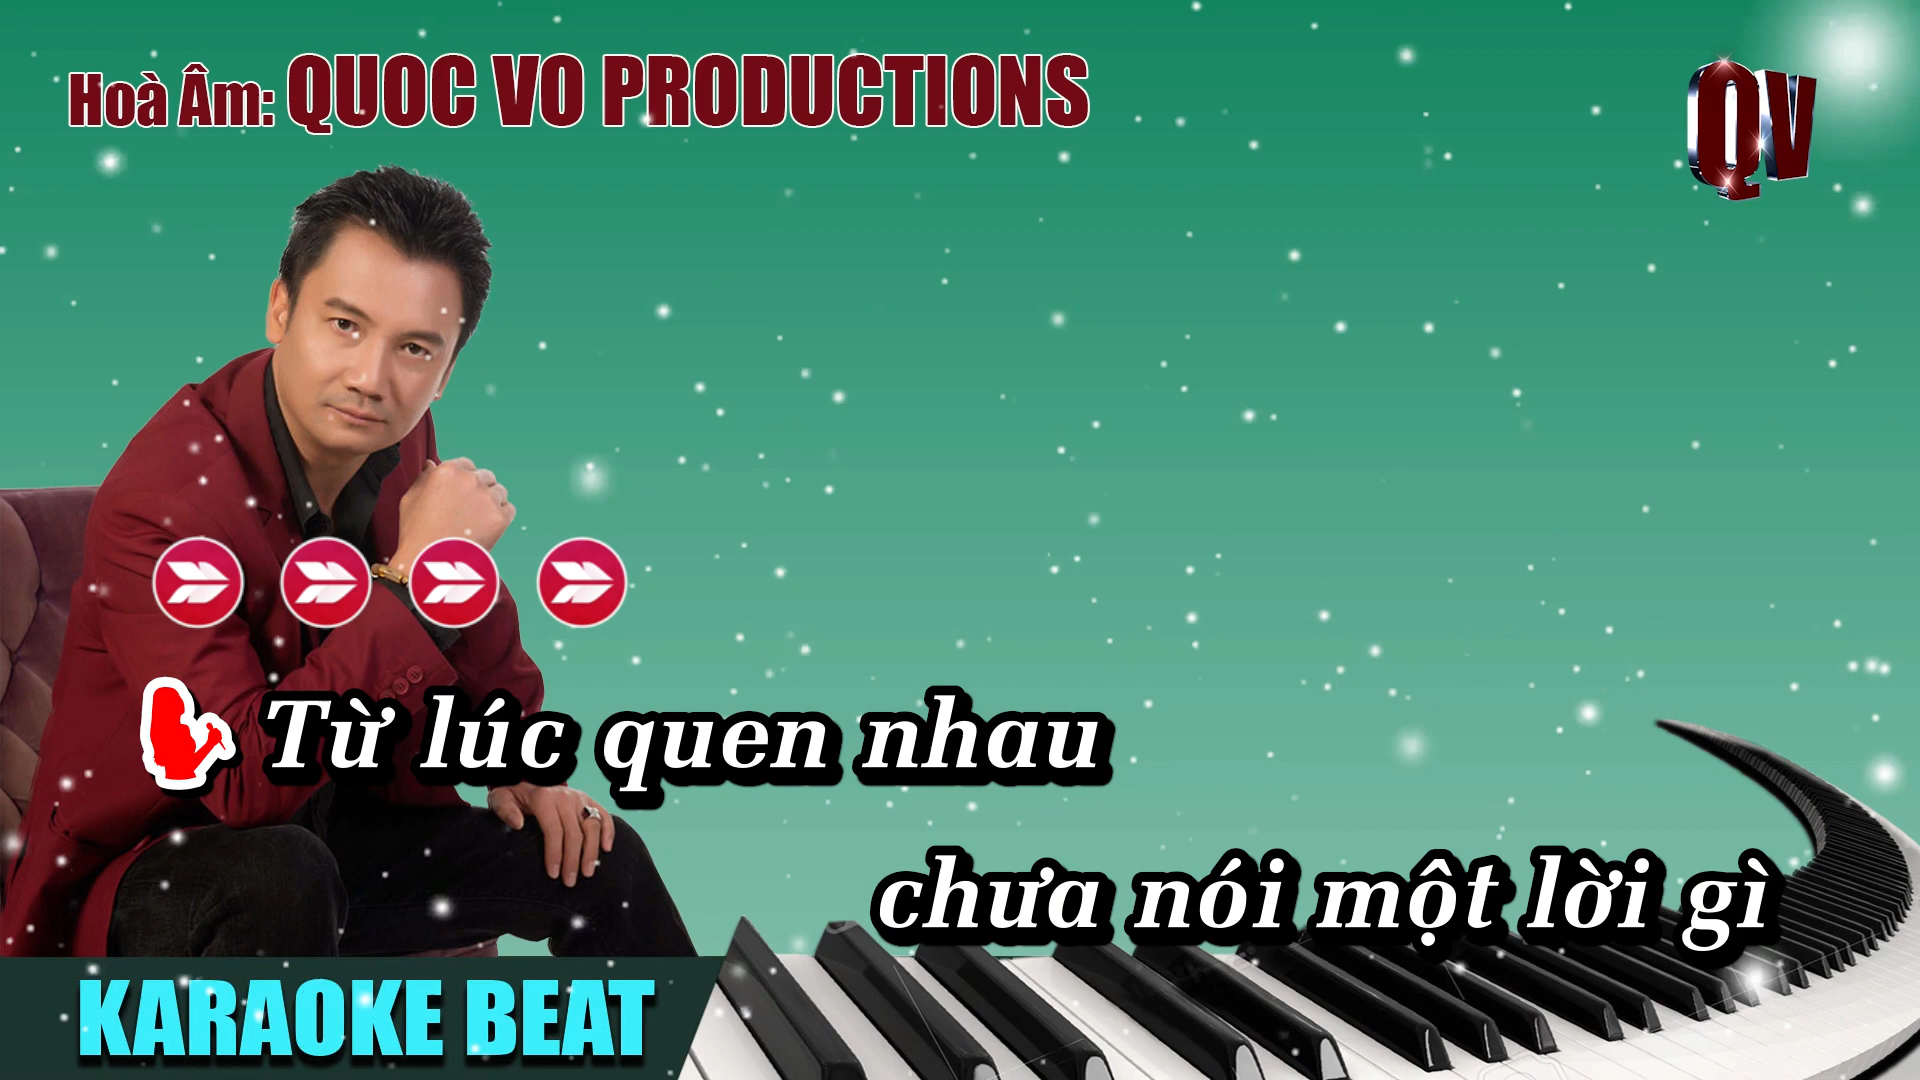 Hoà Âm: QUOC VO PRODUCTIONS
QV
Từ lúc quen nhau
chưa nói một lời gì
KARAOKE BEAT